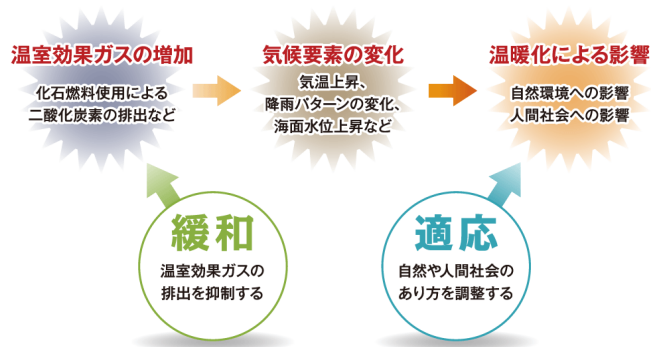 温室効果ガスの増加
化石燃料使用による
二酸化炭素の排出など
気候要素の変化
気温上昇、
降雨パターンの変化、
海面水位上昇など
温暖化による影響
自然環境への影響
人間社会への影響
緩和
温室効果ガスの
排出を抑制する
適応
自然や人間社会の
あり方を調整する